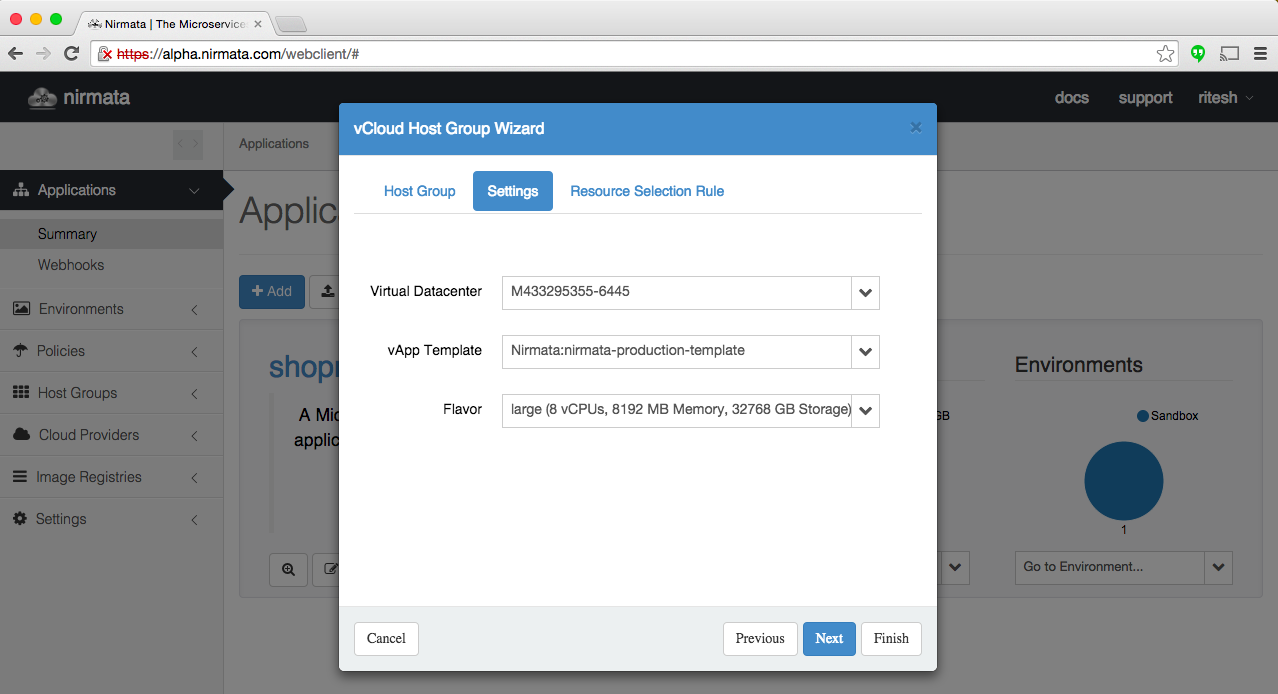 Nirmata | The Microservice
https://alpha.nirmata.com/webclient/#
nirmata
docs
support
ritesh
Applications
Applications
Summary
Webhooks
Environments
Policies
Host Groups
Cloud Providers
Image Registries
Settings
Add
vCloud Host Group Wizard
×
Host Group
Settings
Resource Selection Rule
Virtual Datacenter
M433295355-6445
vApp Template
Nirmata:nirmata-production-template
Flavor
large (8 vCPUs, 8192 MB Memory, 32768 GB Storage)
Cancel
Previous
Next
Finish
Applic
shop
A Mic
applic
GB
Environments
Sandbox
1
Go to Environment...